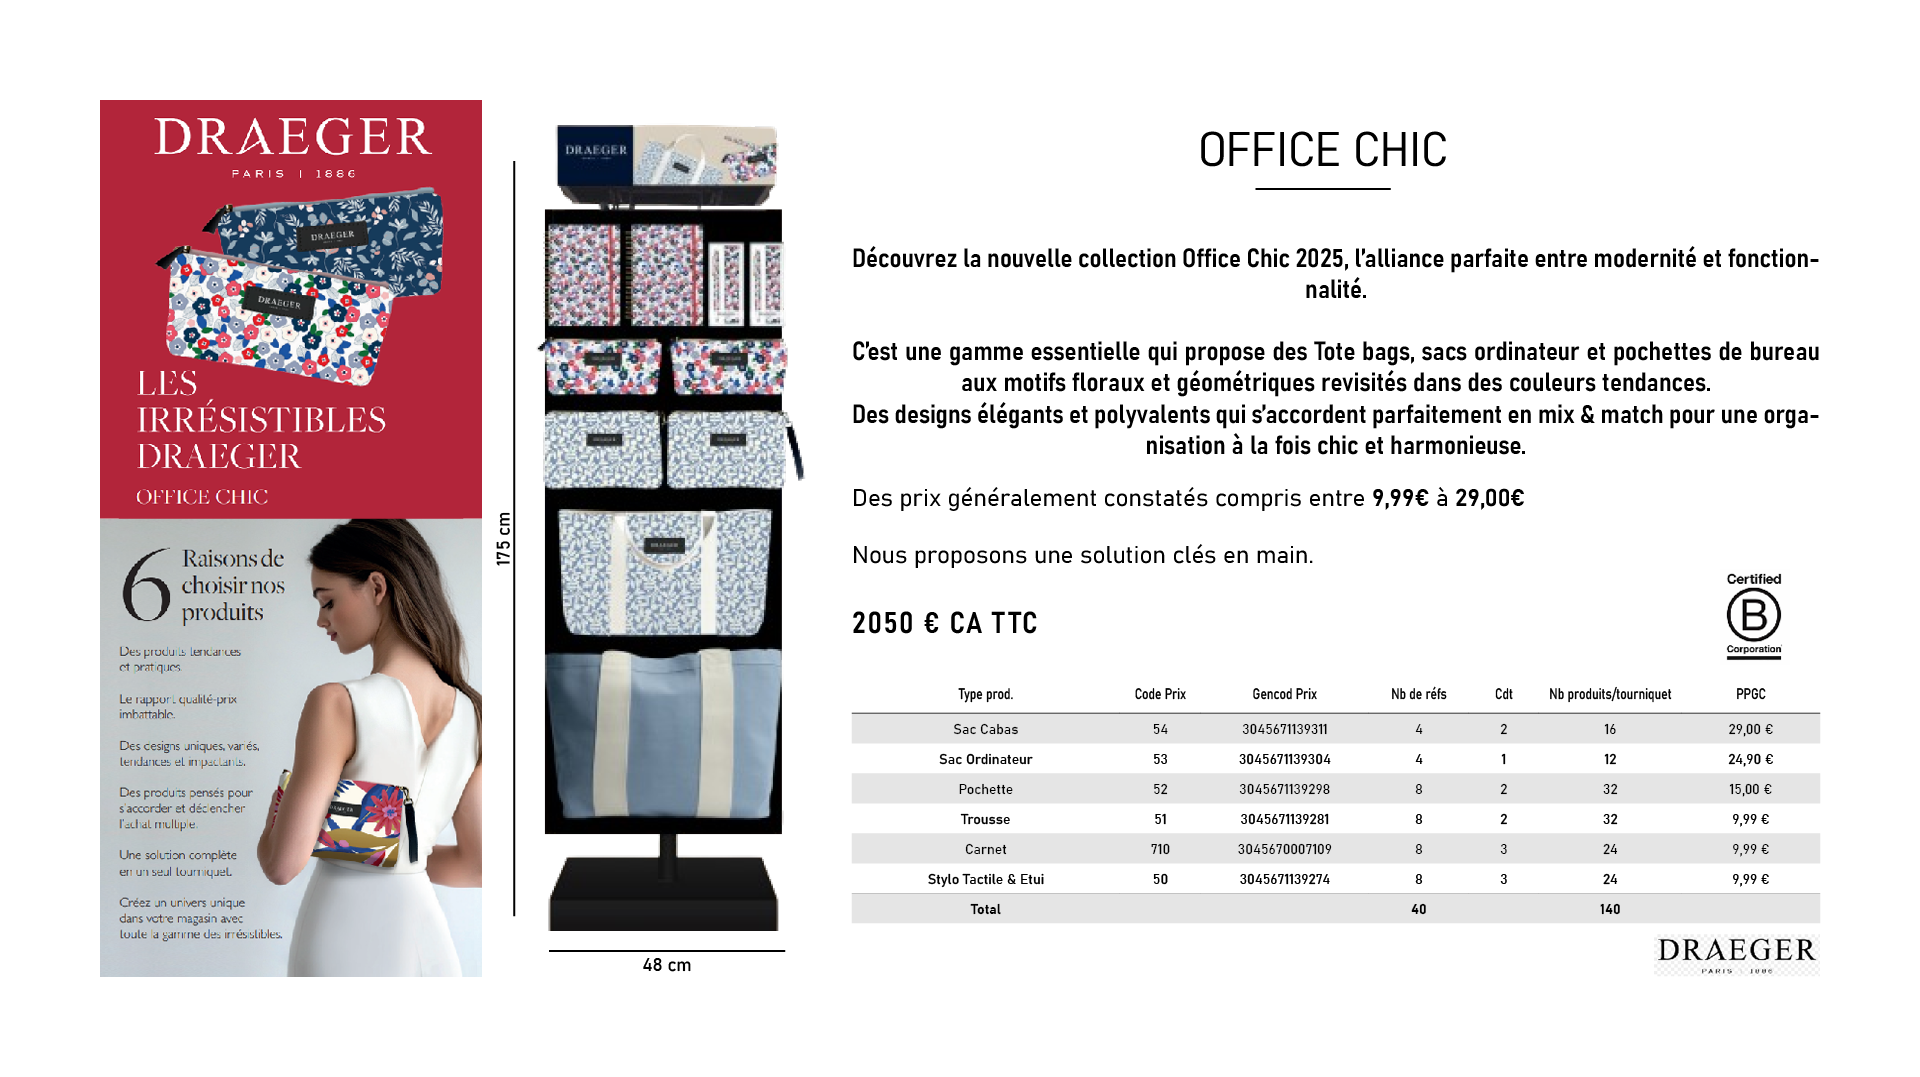 DRAEGER
PARIS | 1886
DRAEGER
DRAEGER
LES
IRRÉSISTIBLES
DRAEGER
OFFICE CHIC
6 Raisons de
choisir nos
produits
Des produits tendances
et pratiques.
Le rapport qualité-prix
imbattable.
Des designs uniques, variés,
tendances et impactants.
Des produits pensés pour
s'accorder et déclencher
l'achat multiple.
Une solution complète
en un seul tourniquet.
Créez un univers unique
dans votre magasin avec
toute la gamme des irrésistibles.
175 cm
DRAEGER
48 cm
OFFICE CHIC
Découvrez la nouvelle collection Office Chic 2025, l'alliance parfaite entre modernité et fonction-
nalité.
C'est une gamme essentielle qui propose des Tote bags, sacs ordinateur et pochettes de bureau
aux motifs floraux et géométriques revisités dans des couleurs tendances.
Des designs élégants et polyvalents qui s'accordent parfaitement en mix & match pour une orga-
nisation à la fois chic et harmonieuse.
Des prix généralement constatés compris entre 9,99€ à 29,00€
Nous proposons une solution clés en main.
2050 € CA TTC
Certified
B
Corporation
Type prod. Code Prix Gencod Prix Nb de réfs Cdt Nb produits/tourniquet PPGC
Sac Cabas 54 3045671139311 4 2 16 29,00 €
Sac Ordinateur 53 3045671139304 4 1 12 24,90 €
Pochette 52 3045671139298 8 2 32 15,00 €
Trousse 51 3045671139281 8 2 32 9,99 €
Carnet 710 3045670007109 8 3 24 9,99 €
Stylo Tactile & Etui 50 3045671139274 8 3 24 9,99 €
Total 40 140
DRAEGER
PARIS | 1886